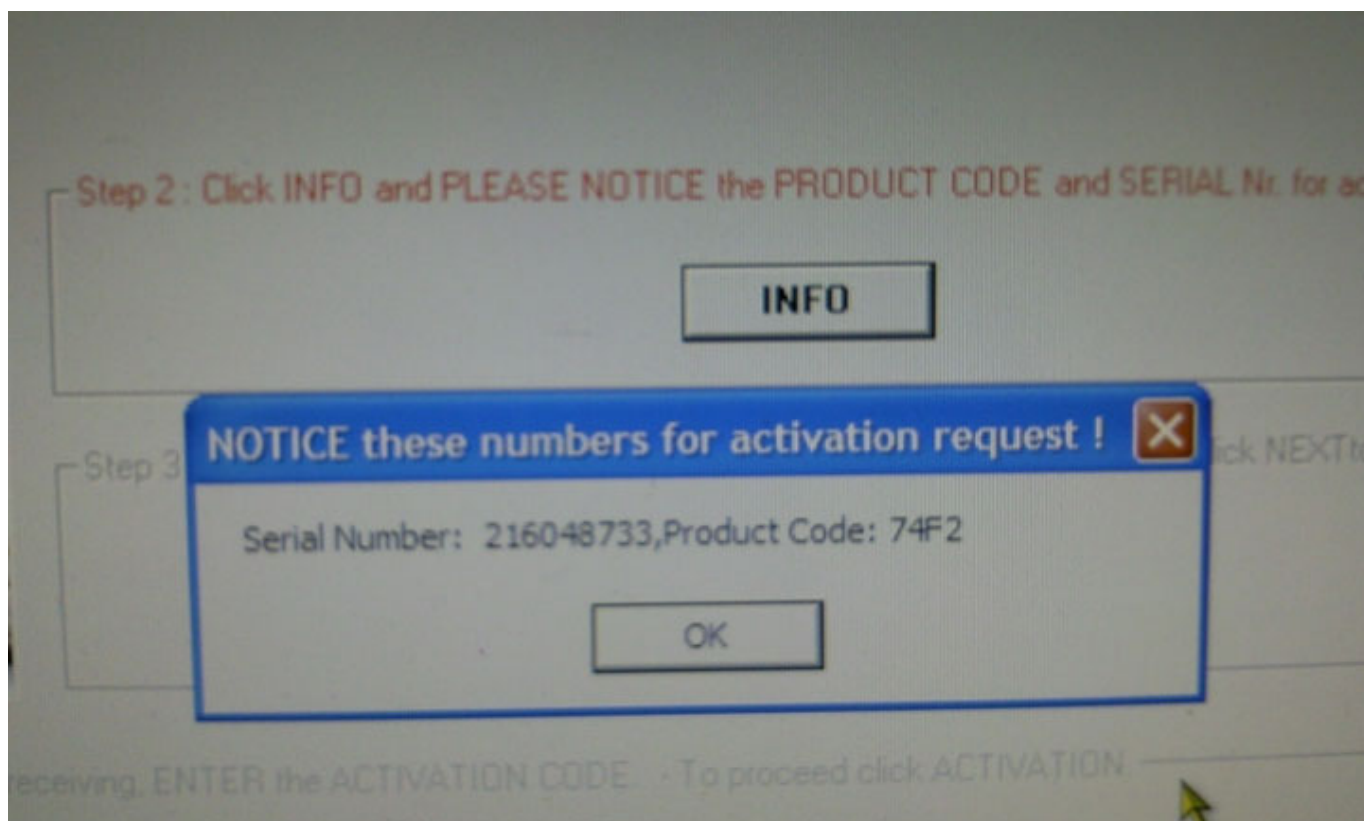 Step 2 : Click INFO and PLEASE NOTICE the PRODUCT CODE and SERIAL Nr. for
INFO
NOTICE these numbers for activation request !
Step 3
ick NEXT
Serial Number: 216048733,Product Code: 74F2
OK
receiving, ENTER the ACTIVATION CODE. - To proceed click ACTIVATION.